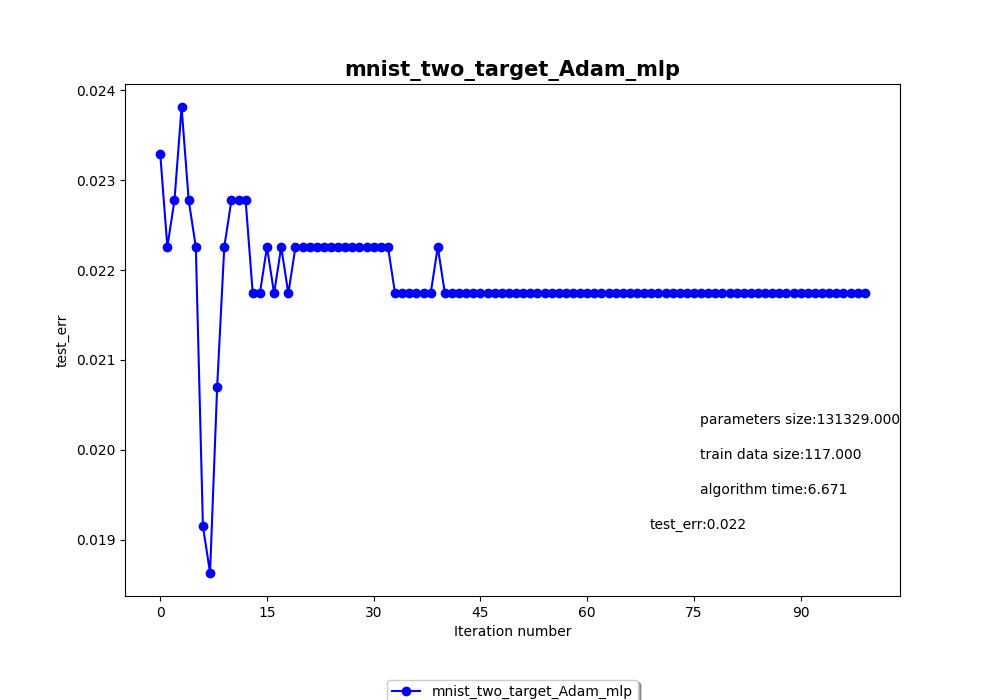 mnist_two_target_Adam_mlp
0.024
0.023
0.022
0.021
0.020
0.019
test_err
parameters size:131329.000
train data size:117.000
algorithm time:6.671
test_err:0.022
0 15 30 45 60 75 90
Iteration number
mnist_two_target_Adam_mlp